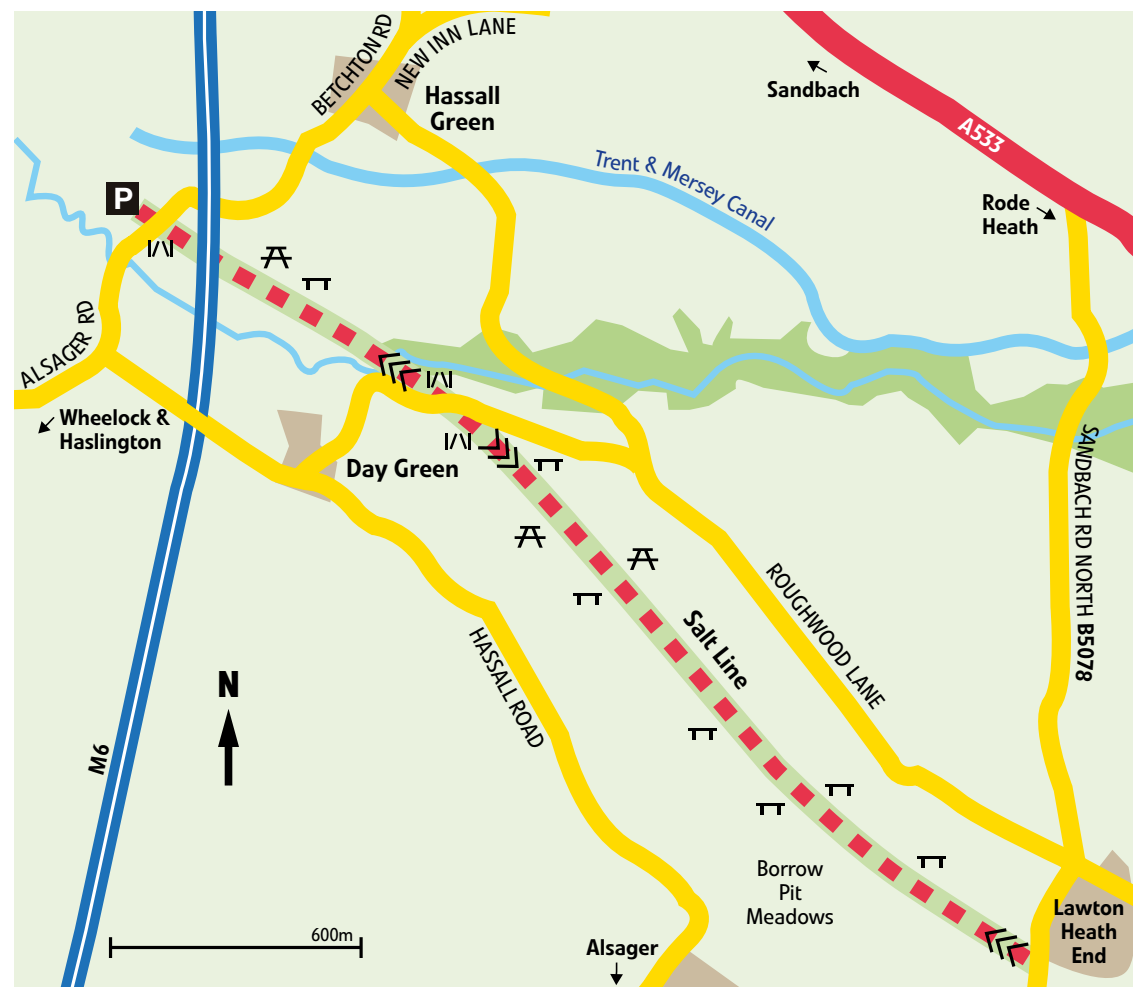 BETCHTON RD
NEW INN LANE
Hassall
Green
Sandbach
A533
Trent & Mersey Canal
P
Rode
Heath
ALSAGER RD
Wheelock &
Haslington
Day Green
SANDBACH RD NORTH B5078
ROUGHWOOD LANE
Salt Line
HASSALL ROAD
N
M6
Borrow
Pit
Meadows
Lawton
Heath
End
600m
Alsager